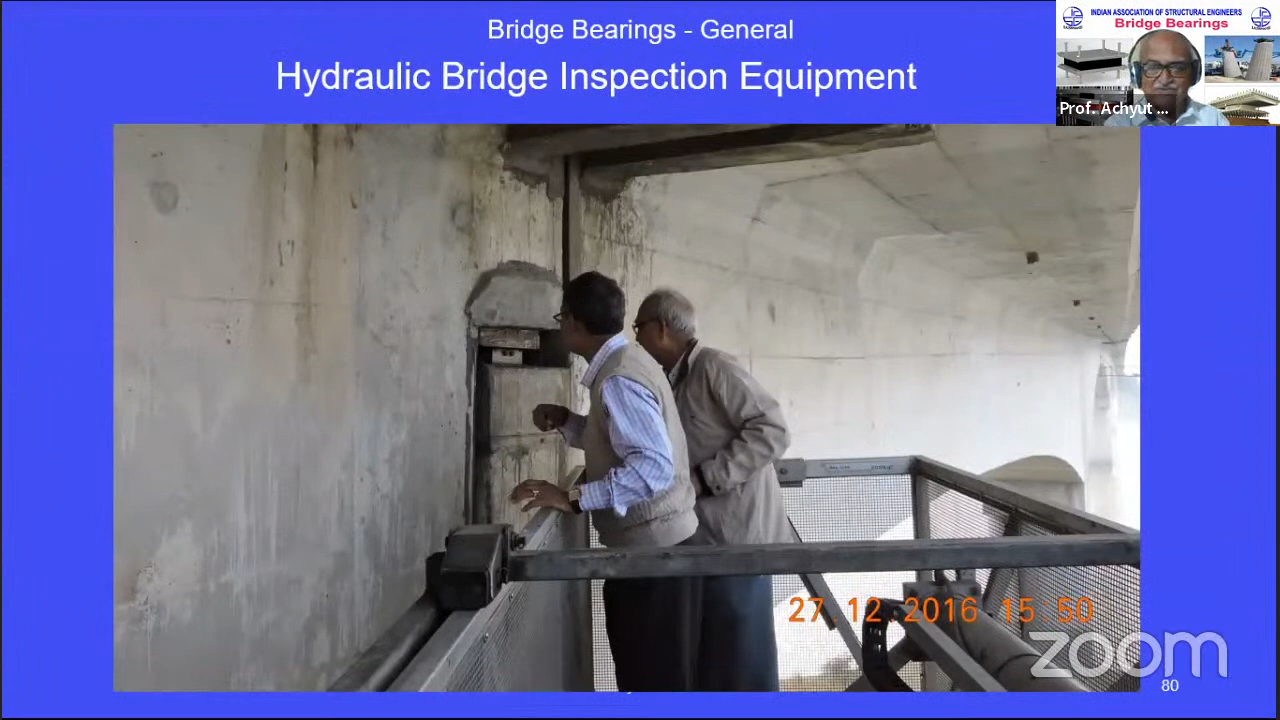 Bridge Bearings - General
Hydraulic Bridge Inspection Equipment
INDIAN ASSOCIATION OF STRUCTURAL ENGINEERS
Bridge Bearings
Prof. Achyut ...
27.12.2016 15 50
zoom
80